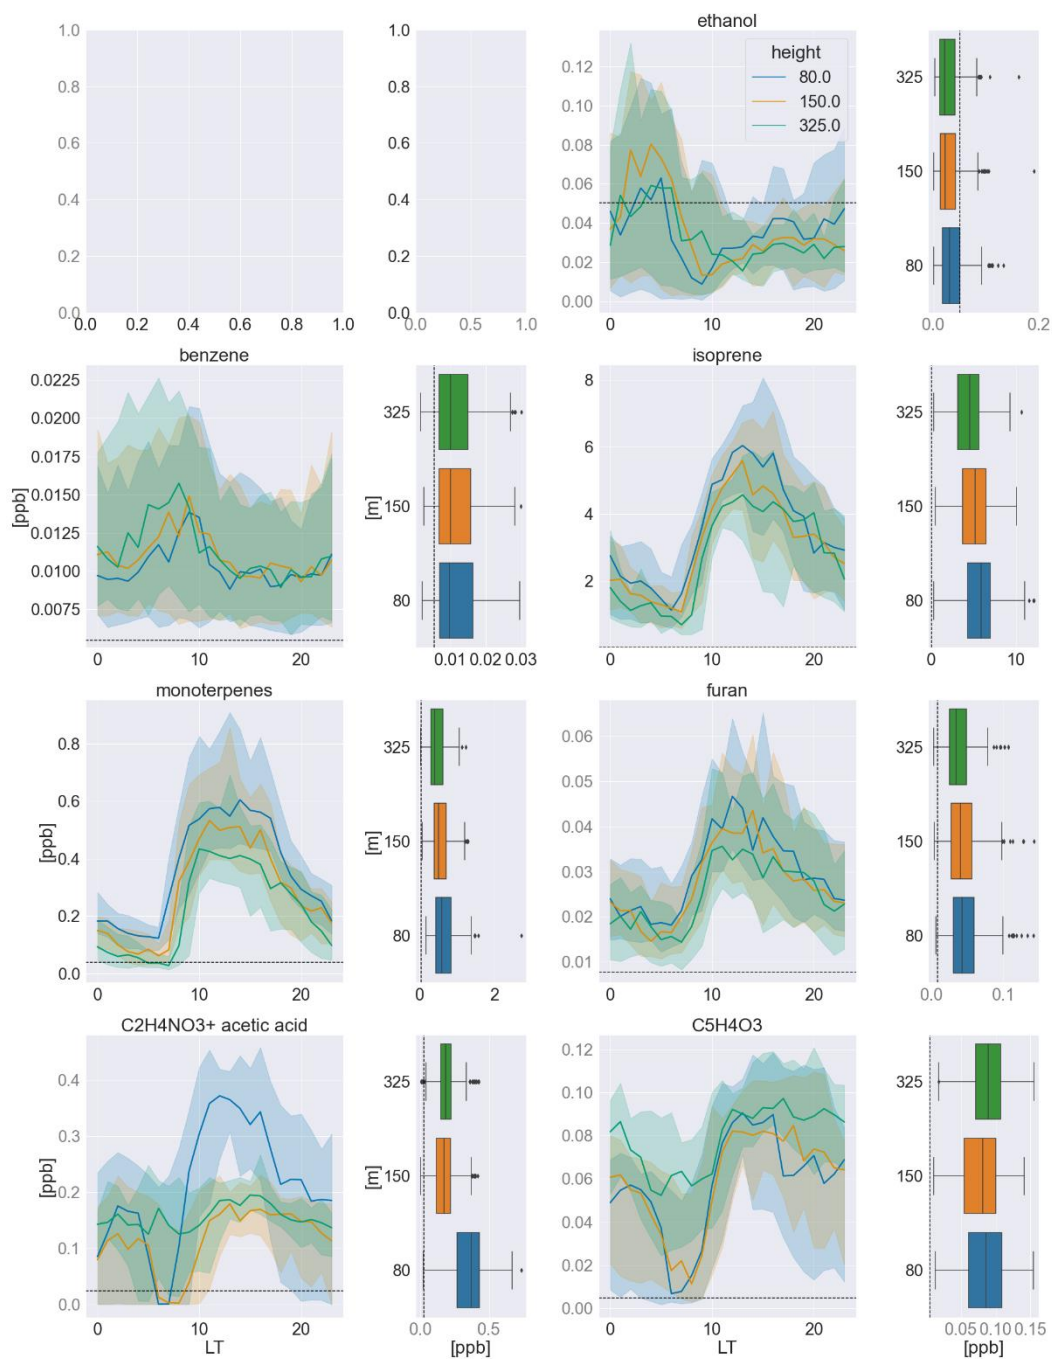 ethanol
1.0
0.8
0.6
0.4
0.2
0.0
0.0 0.2 0.4 0.6 0.8 1.0
1.0
0.8
0.6
0.4
0.2
0.0
0.0 0.5 1.0
0.12
0.10
0.08
0.06
0.04
0.02
0.00
0 10 20
height
80.0
150.0
325.0
325
150
80
0.0 0.2
benzene
[ppb]
0.0225
0.0200
0.0175
0.0150
0.0125
0.0100
0.0075
0 10 20
[m]
325
150
80
0.01 0.02 0.03
isoprene
8
6
4
2
0 10 20
325
150
80
0 10
monoterpenes
[ppb]
0.8
0.6
0.4
0.2
0.0
0 10 20
[m]
325
150
80
0 2
furan
0.06
0.05
0.04
0.03
0.02
0.01
0 10 20
325
150
80
0.0 0.1
C2H4NO3+ acetic acid
[ppb]
0.4
0.3
0.2
0.1
0.0
0 10 20
LT
[m]
325
150
80
0.0 0.5
[ppb]
C5H4O3
0.12
0.10
0.08
0.06
0.04
0.02
0.00
0 10 20
LT
325
150
80
0.05 0.10 0.15
[ppb]